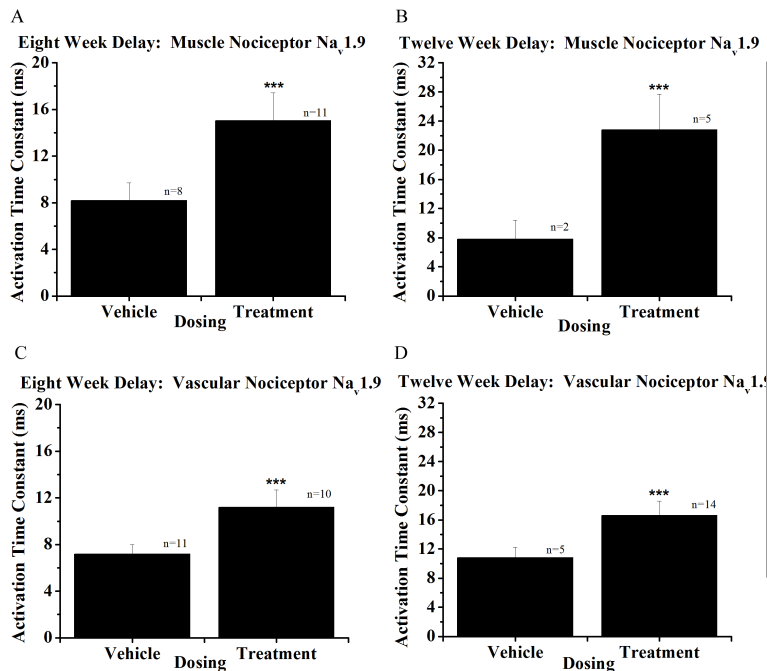 A
Eight Week Delay: Muscle Nociceptor Nav1.9
Activation Time Constant (ms)
20
16
12
8
4
0
***
n=8
n=11
Vehicle
Treatment
Dosing
B
Twelve Week Delay: Muscle Nociceptor Nav1.9
Activation Time Constant (ms)
32
28
24
20
16
12
8
4
0
***
n=2
n=5
Vehicle
Treatment
Dosing
C
Eight Week Delay: Vascular Nociceptor Nav1.9
Activation Time Constant (ms)
20
16
12
8
4
0
***
n=11
n=10
Vehicle
Treatment
Dosing
D
Twelve Week Delay: Vascular Nociceptor Nav1.9
Activation Time Constant (ms)
32
28
24
20
16
12
8
4
0
***
n=5
n=14
Vehicle
Treatment
Dosing